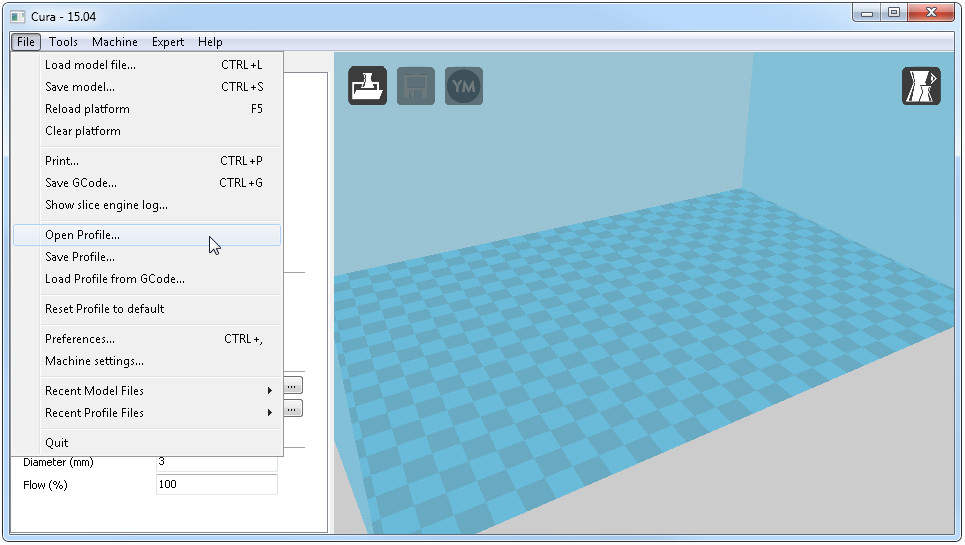 Cura - 15.04
File Tools Machine Expert Help
Load model file... CTRL+L
Save model... CTRL+S
Reload platform F5
Clear platform
Print... CTRL+P
Save GCode... CTRL+G
Show slice engine log...
Open Profile...
Save Profile...
Load Profile from GCode...
Reset Profile to default
Preferences... CTRL+,
Machine settings...
Recent Model Files
...
Recent Profile Files
...
Quit
Diameter (mm) 3
Flow (%) 100
YM